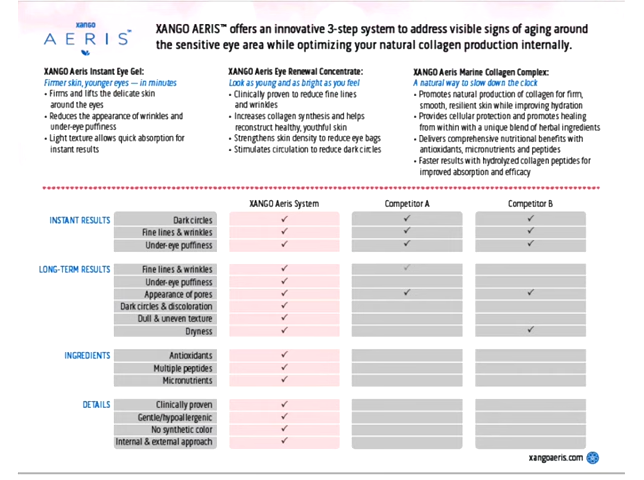 xango
AERIS™
XANGO AERIS™ offers an innovative 3-step system to address visible signs of aging around
the sensitive eye area while optimizing your natural collagen production internally.
XANGO Aeris Instant Eye Gel:
Firmer skin, younger eyes — in minutes
• Firms and lifts the delicate skin
around the eyes
• Reduces the appearance of wrinkles and
under-eye puffiness
• Light texture allows quick absorption for
instant results
XANGO Aeris Eye Renewal Concentrate:
Look as young and as bright as you feel
• Clinically proven to reduce fine lines
and wrinkles
• Increases collagen synthesis and helps
reconstruct healthy, youthful skin
• Strengthens skin density to reduce eye bags
• Stimulates circulation to reduce dark circles
XANGO Aeris Marine Collagen Complex:
A natural way to slow down the clock
• Promotes natural production of collagen for firm,
smooth, resilient skin while improving hydration
• Provides cellular protection and promotes healing
from within with a unique blend of herbal ingredients
• Delivers comprehensive nutritional benefits with
antioxidants, micronutrients and peptides
• Faster results with hydrolyzed collagen peptides for
improved absorption and efficacy
XANGO Aeris System Competitor A Competitor B
INSTANT RESULTS Dark circles ✓ ✓ ✓
Fine lines & wrinkles ✓ ✓ ✓
Under-eye puffiness ✓ ✓ ✓
LONG-TERM RESULTS Fine lines & wrinkles ✓ ✓
Under-eye puffiness ✓
Appearance of pores ✓ ✓ ✓
Dark circles & discoloration ✓
Dull & uneven texture ✓
Dryness ✓ ✓
INGREDIENTS Antioxidants ✓
Multiple peptides ✓
Micronutrients ✓
DETAILS Clinically proven ✓
Gentle/hypoallergenic ✓
No synthetic color ✓
Internal & external approach ✓
xangoaeris.com